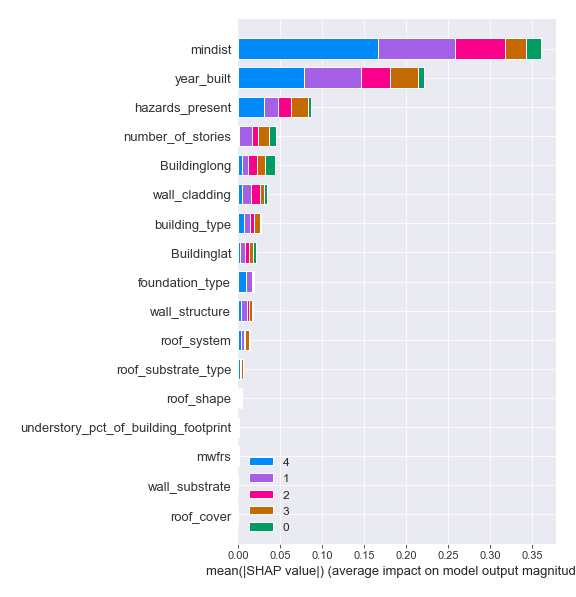 mindist
year_built
hazards_present
number_of_stories
Buildinglong
wall_cladding
building_type
Buildinglat
foundation_type
wall_structure
roof_system
roof_substrate_type
roof_shape
understory_pct_of_building_footprint
mwfrs
wall_substrate
roof_cover
4
1
2
3
0
0.00 0.05 0.10 0.15 0.20 0.25 0.30 0.35
mean(|SHAP value|) (average impact on model output magnitud